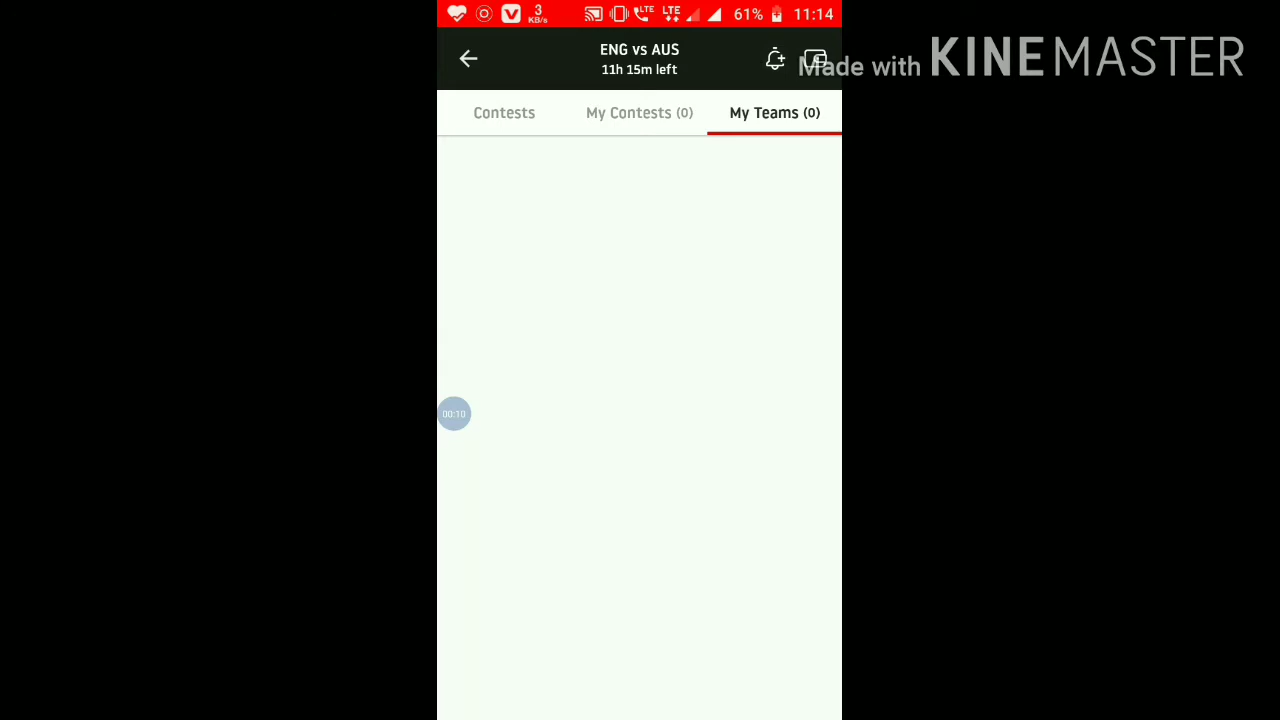 3
KB/s
LTE
LTE
61%
11:14
ENG vs AUS
11h 15m left
Made with KINEMASTER
Contests
My Contests (0)
My Teams (0)
00:10